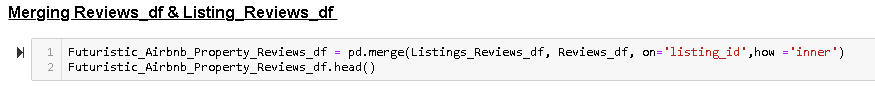 Merging Reviews_df & Listing_Reviews_df
1 Futuristic_Airbnb_Property_Reviews_df = pd.merge(Listings_Reviews_df, Reviews_df, on='listing_id',how ='inner')
2 Futuristic_Airbnb_Property_Reviews_df.head()